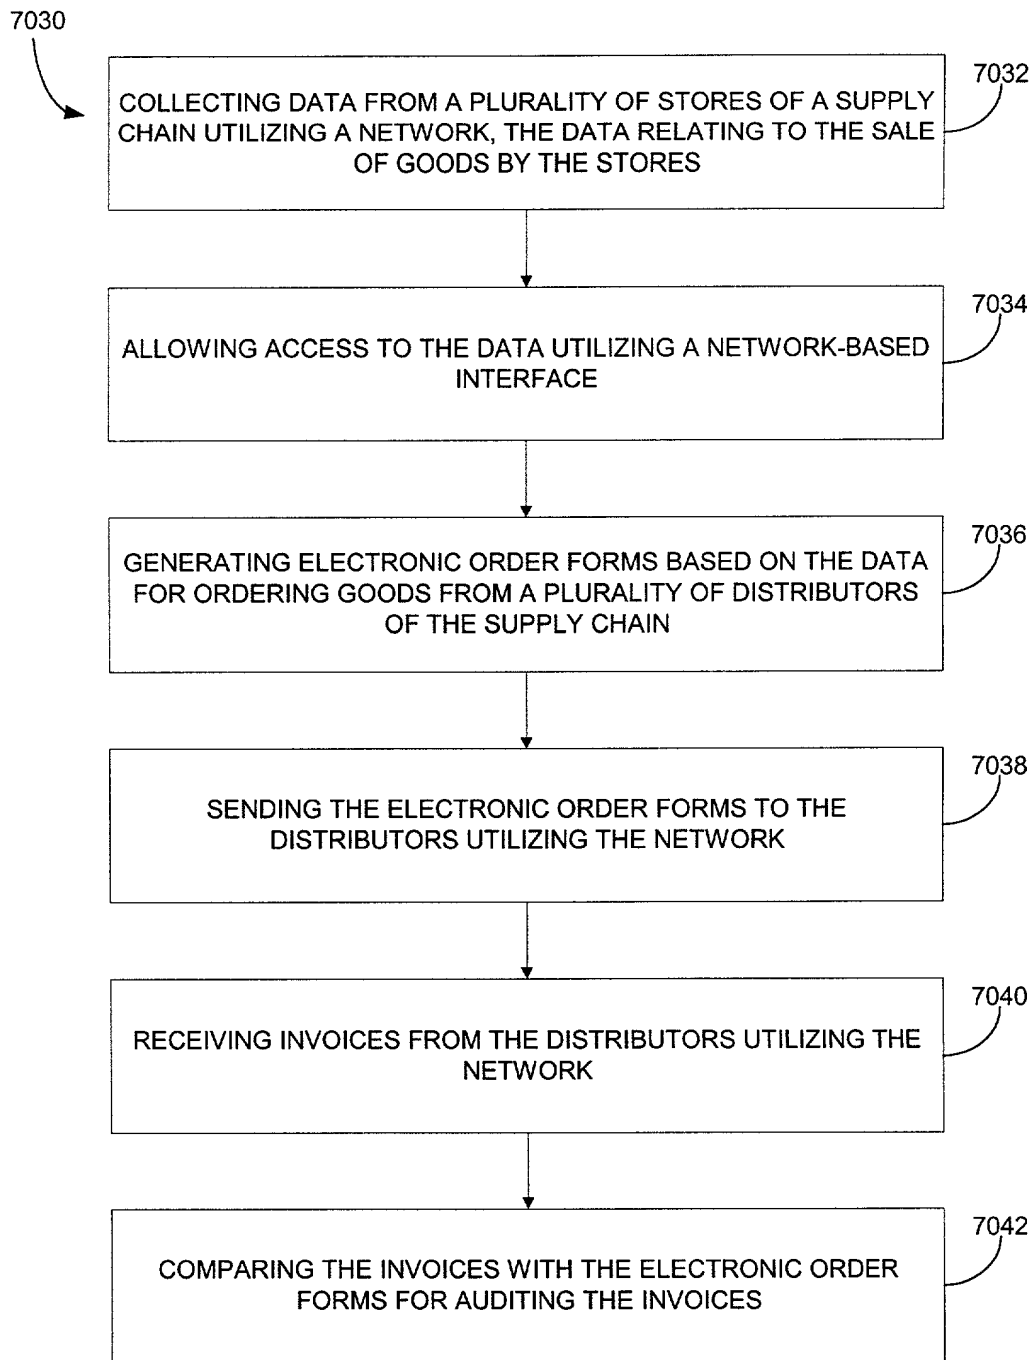 7030
7032
COLLECTING DATA FROM A PLURALITY OF STORES OF A SUPPLY
CHAIN UTILIZING A NETWORK, THE DATA RELATING TO THE SALE
OF GOODS BY THE STORES
7034
ALLOWING ACCESS TO THE DATA UTILIZING A NETWORK-BASED
INTERFACE
7036
GENERATING ELECTRONIC ORDER FORMS BASED ON THE DATA
FOR ORDERING GOODS FROM A PLURALITY OF DISTRIBUTORS
OF THE SUPPLY CHAIN
7038
SENDING THE ELECTRONIC ORDER FORMS TO THE
DISTRIBUTORS UTILIZING THE NETWORK
7040
RECEIVING INVOICES FROM THE DISTRIBUTORS UTILIZING THE
NETWORK
7042
COMPARING THE INVOICES WITH THE ELECTRONIC ORDER
FORMS FOR AUDITING THE INVOICES